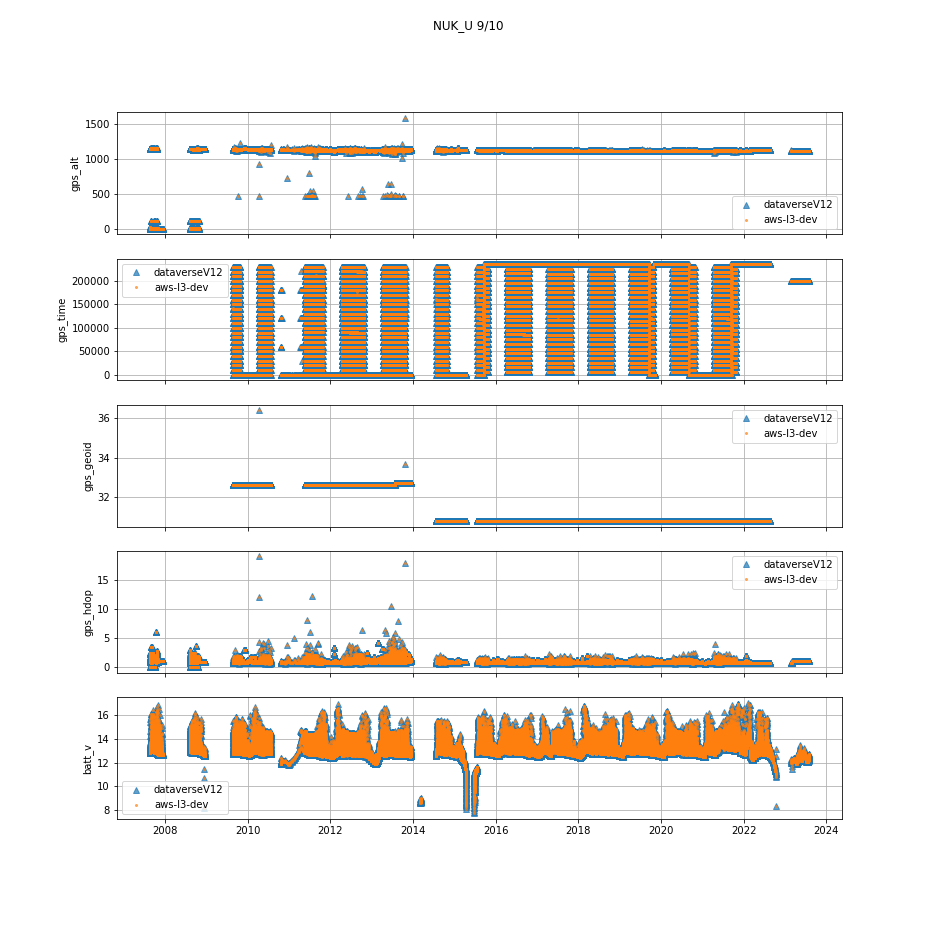 NUK_U 9/10
1500
1000
500
0
gps_alt
dataverseV12
aws-l3-dev
200000
150000
100000
50000
0
gps_time
dataverseV12
aws-l3-dev
36
34
32
gps_geoid
dataverseV12
aws-l3-dev
15
10
5
0
gps_hdop
dataverseV12
aws-l3-dev
16
14
12
10
8
batt_v
dataverseV12
aws-l3-dev
2008 2010 2012 2014 2016 2018 2020 2022 2024